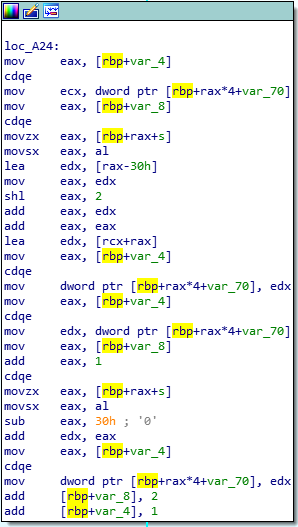 loc_A24:
mov eax, [rbp+var_4]
cdqe
mov ecx, dword ptr [rbp+rax*4+var_70]
mov eax, [rbp+var_8]
cdqe
movzx eax, [rbp+rax+s]
movsx eax, al
lea edx, [rax-30h]
mov eax, edx
shl eax, 2
add eax, edx
add eax, eax
lea edx, [rcx+rax]
mov eax, [rbp+var_4]
cdqe
mov dword ptr [rbp+rax*4+var_70], edx
mov eax, [rbp+var_4]
cdqe
mov edx, dword ptr [rbp+rax*4+var_70]
mov eax, [rbp+var_8]
add eax, 1
cdqe
movzx eax, [rbp+rax+s]
movsx eax, al
sub eax, 30h ; '0'
add edx, eax
mov eax, [rbp+var_4]
cdqe
mov dword ptr [rbp+rax*4+var_70], edx
add [rbp+var_8], 2
add [rbp+var_4], 1